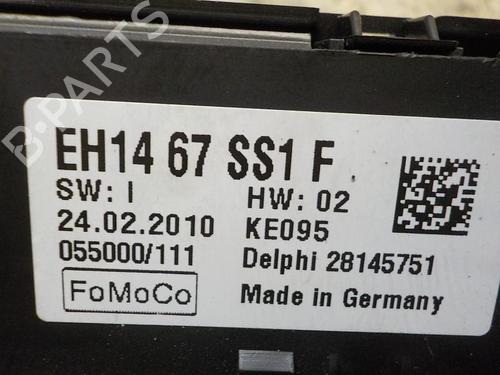 EH14 67 SS1 F
SW: I HW: 02
24.02.2010 KE095
055000/111 Delphi 28145751
FoMoCo Made in Germany
B-PARTS